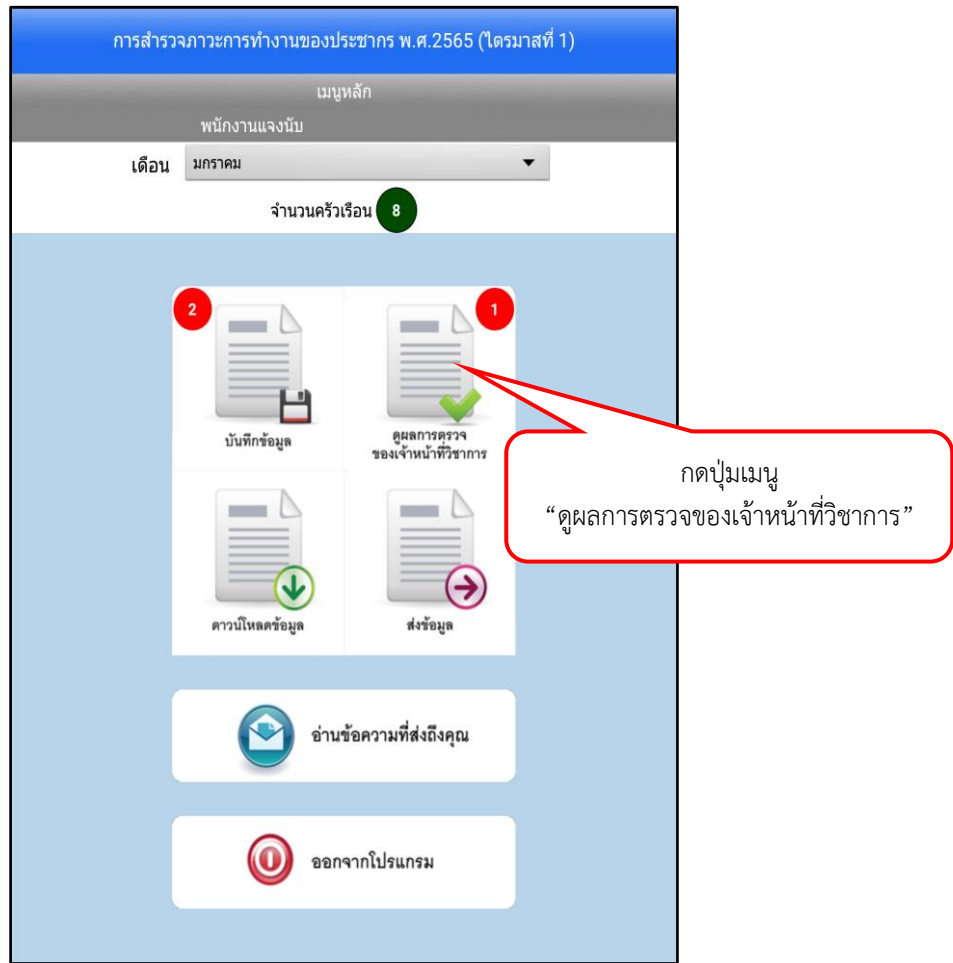 การสำรวจภาวะการทำงานของประชากร พ.ศ.2565 (ไตรมาสที่ 1)
เมนูหลัก
พนักงานแจงนับ
เดือน มกราคม
จำนวนครัวเรือน 8
2
1
บันทึกข้อมูล
ดูผลการตรวจ
ของเจ้าหน้าที่วิชาการ
กดปุ่มเมนู
“ดูผลการตรวจของเจ้าหน้าที่วิชาการ”
ดาวน์โหลดข้อมูล
ส่งข้อมูล
อ่านข้อความที่ส่งถึงคุณ
ออกจากโปรแกรม